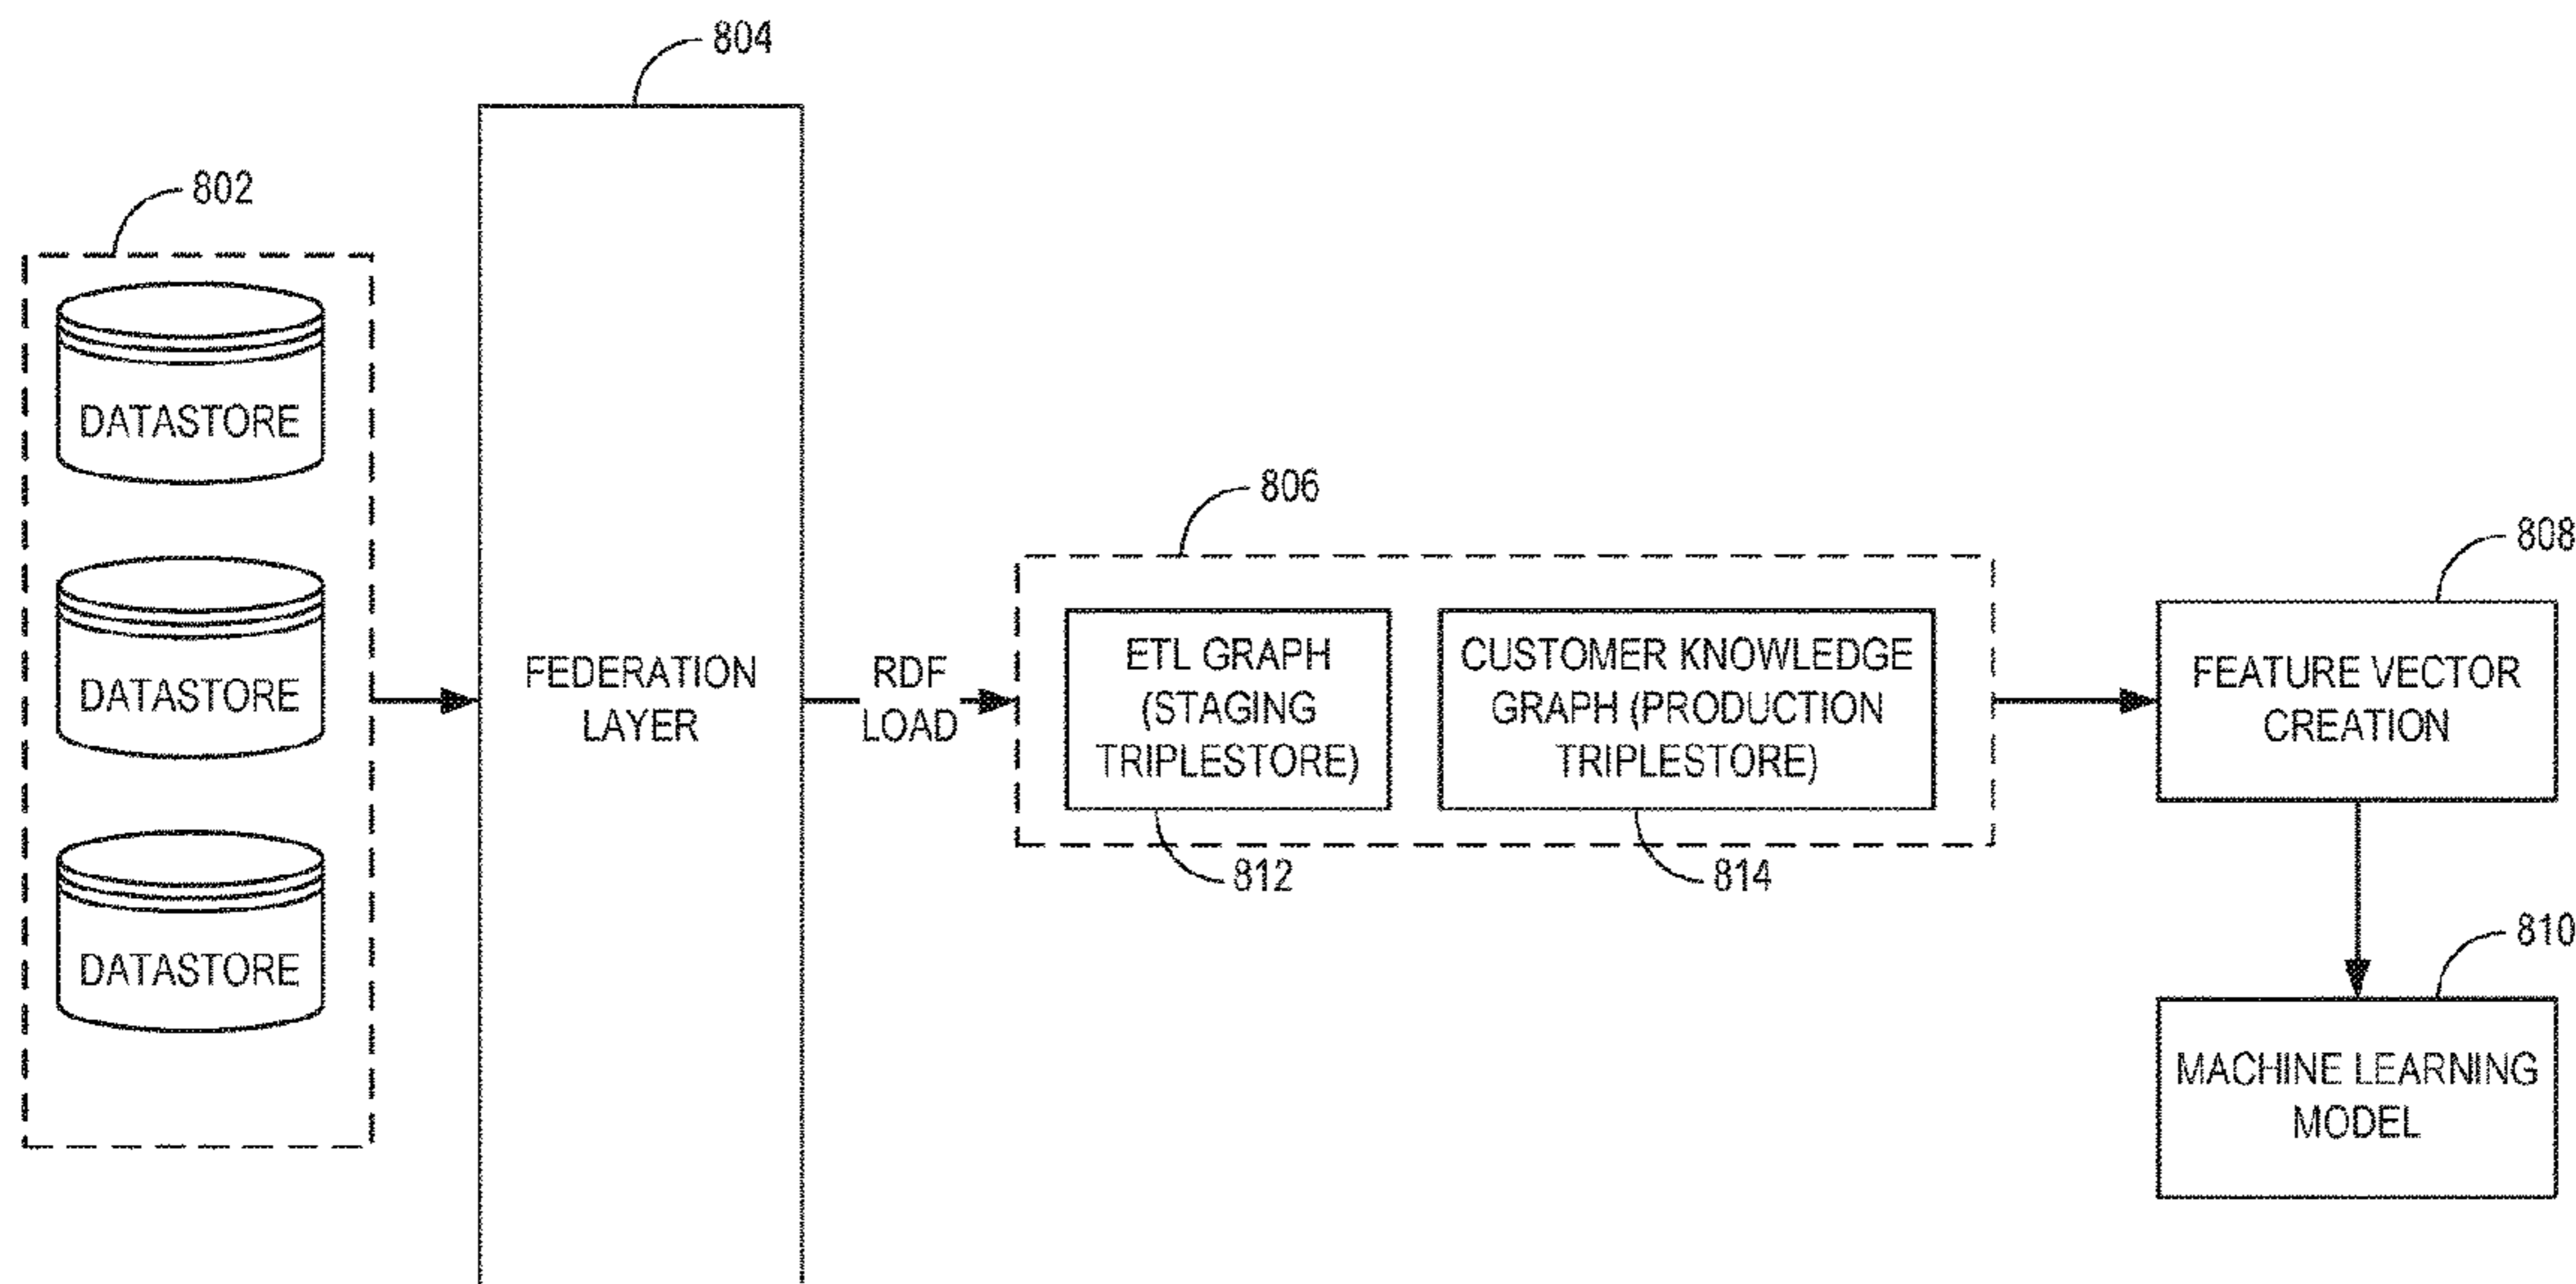 804
802
DATASTORE
DATASTORE
DATASTORE
FEDERATION
LAYER
RDF
LOAD
806
ETL GRAPH
(STAGING
TRIPLESTORE)
CUSTOMER KNOWLEDGE
GRAPH (PRODUCTION
TRIPLESTORE)
812
814
808
FEATURE VECTOR
CREATION
810
MACHINE LEARNING
MODEL